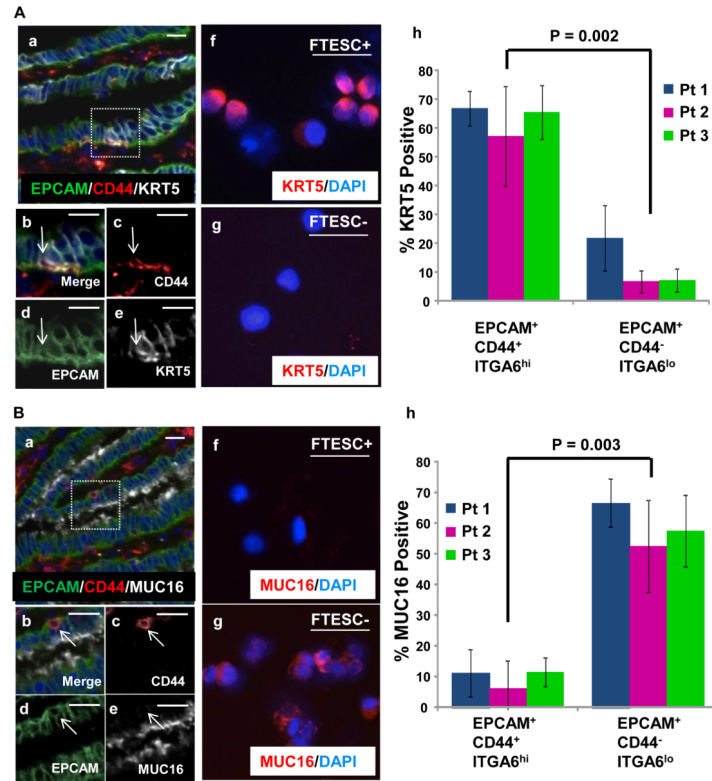 A
a
EPCAM/CD44/KRT5
b
Merge
c
CD44
d
EPCAM
e
KRT5
f
FTESC+
KRT5/DAPI
g
FTESC-
KRT5/DAPI
h
P = 0.002
% KRT5 Positive
80
70
60
50
40
30
20
10
0
Pt 1
Pt 2
Pt 3
EPCAM+
CD44+
ITGA6hi
EPCAM+
CD44-
ITGA6lo
B
a
EPCAM/CD44/MUC16
b
Merge
c
CD44
d
EPCAM
e
MUC16
f
FTESC+
MUC16/DAPI
g
FTESC-
MUC16/DAPI
h
P = 0.003
% MUC16 Positive
80
70
60
50
40
30
20
10
0
Pt 1
Pt 2
Pt 3
EPCAM+
CD44+
ITGA6hi
EPCAM+
CD44-
ITGA6lo